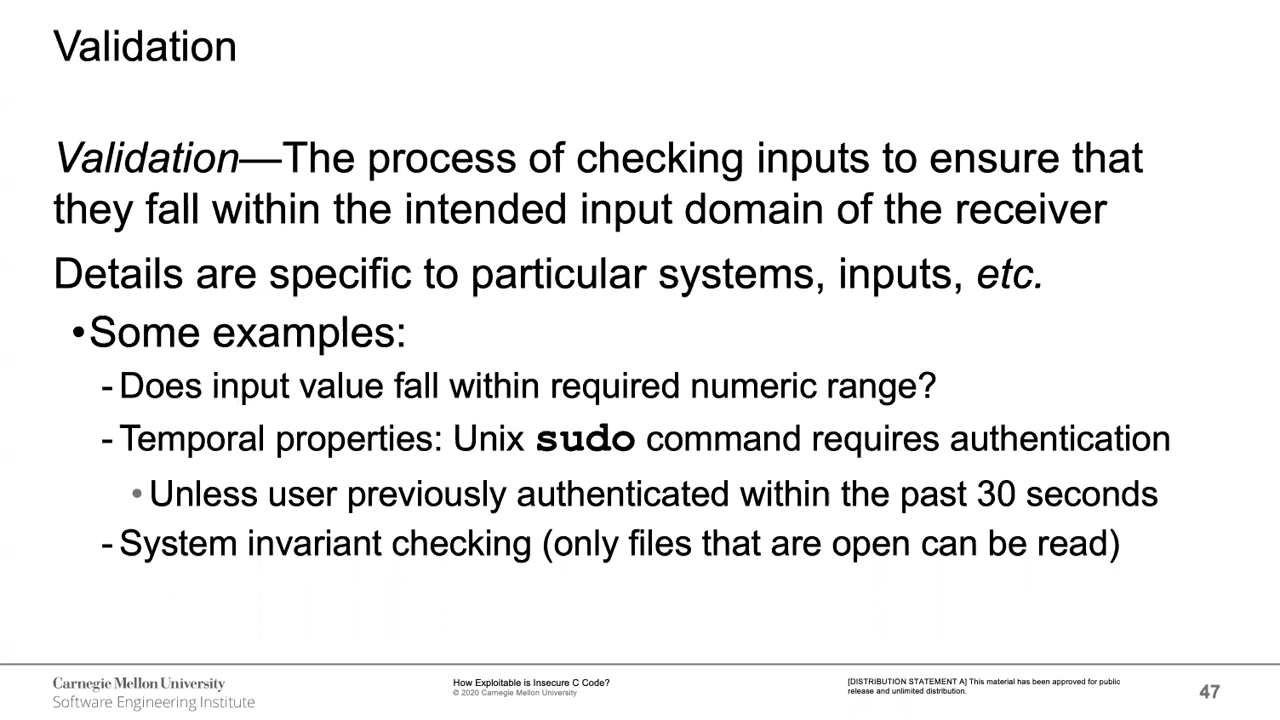 Validation
Validation—The process of checking inputs to ensure that
they fall within the intended input domain of the receiver
Details are specific to particular systems, inputs, etc.
•Some examples:
- Does input value fall within required numeric range?
- Temporal properties: Unix sudo command requires authentication
• Unless user previously authenticated within the past 30 seconds
- System invariant checking (only files that are open can be read)
Carnegie Mellon University
Software Engineering Institute
How Exploitable is Insecure C Code?
© 2020 Carnegie Mellon University
[DISTRIBUTION STATEMENT A] This material has been approved for public
release and unlimited distribution.
47